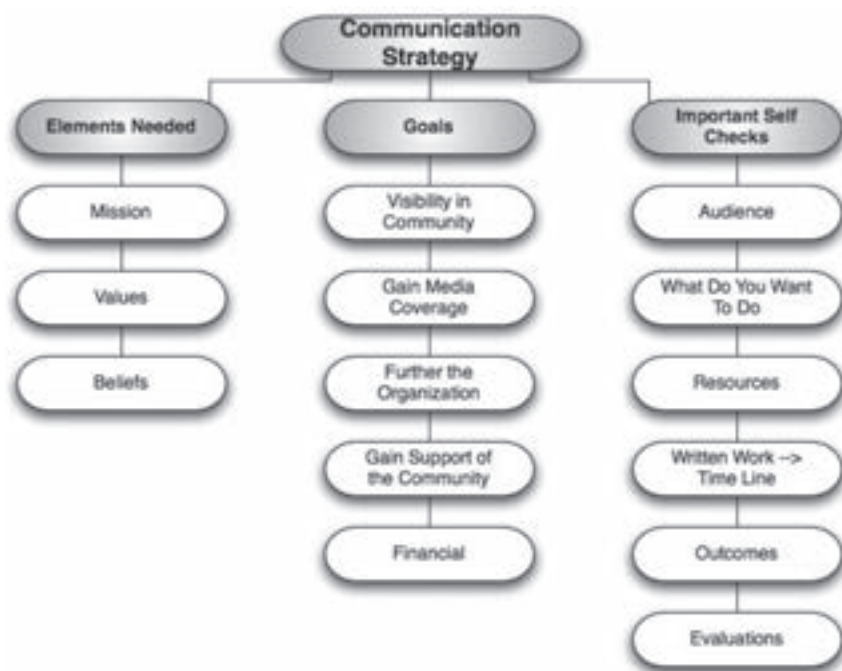 Communication
Strategy
Elements Needed
Mission
Values
Beliefs
Goals
Visibility in
Community
Gain Media
Coverage
Further the
Organization
Gain Support of
the Community
Financial
Important Self
Checks
Audience
What Do You Want
To Do
Resources
Written Work -->
Time Line
Outcomes
Evaluations